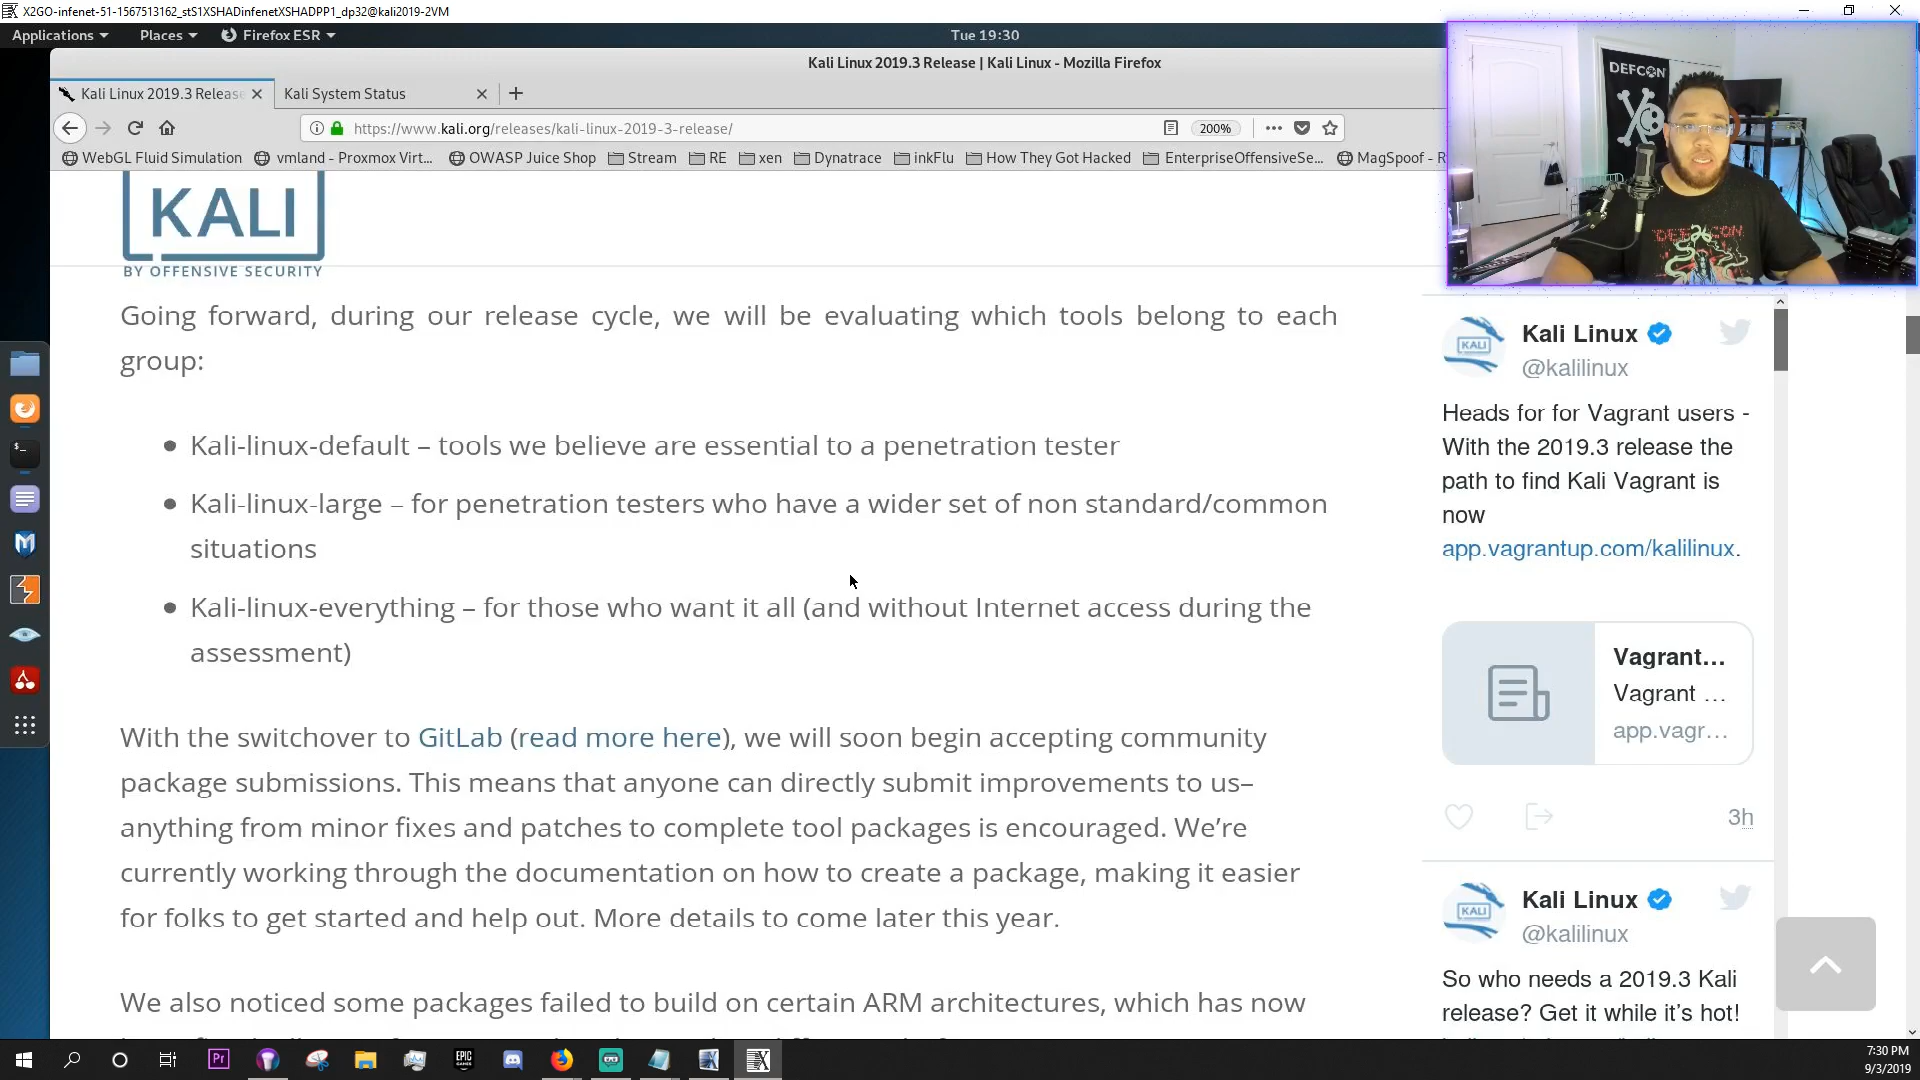 X2GO-infenet-51-1567513162_stS1XSHADinfenetXSHADPP1_dp32@kali2019-2VM
Applications Places Firefox ESR Tue 19:30
Kali Linux 2019.3 Release | Kali Linux - Mozilla Firefox
Kali Linux 2019.3 Release Kali System Status
https://www.kali.org/releases/kali-linux-2019-3-release/ 200%
WebGL Fluid Simulation vmland - Proxmox Virt... OWASP Juice Shop Stream RE xen Dynatrace inkFlu How They Got Hacked EnterpriseOffensiveSe... MagSpoof - R
DEFCON
DEFCON
KALI
BY OFFENSIVE SECURITY
Going forward, during our release cycle, we will be evaluating which tools belong to each
group:
Kali-linux-default – tools we believe are essential to a penetration tester
Kali-linux-large – for penetration testers who have a wider set of non standard/common
situations
Kali-linux-everything – for those who want it all (and without Internet access during the
assessment)
With the switchover to GitLab (read more here), we will soon begin accepting community
package submissions. This means that anyone can directly submit improvements to us–
anything from minor fixes and patches to complete tool packages is encouraged. We’re
currently working through the documentation on how to create a package, making it easier
for folks to get started and help out. More details to come later this year.
We also noticed some packages failed to build on certain ARM architectures, which has now
Kali Linux
@kalilinux
Heads for for Vagrant users -
With the 2019.3 release the
path to find Kali Vagrant is
now
app.vagrantup.com/kalilinux.
KALI
Vagrant...
Vagrant ...
app.vagr...
3h
Kali Linux
@kalilinux
KALI
So who needs a 2019.3 Kali
release? Get it while it’s hot!
Pr
EPIC
GAMES
7:30 PM
9/3/2019